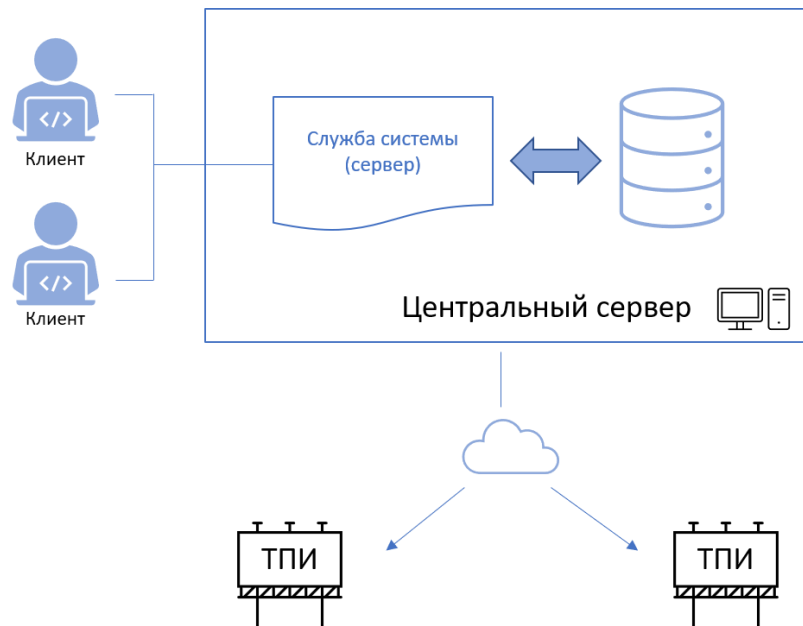 Служба системы
(сервер)
Клиент
Клиент
Центральный сервер
ТПИ
ТПИ